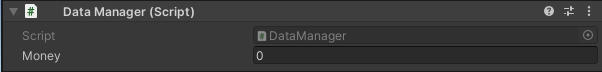 Data Manager (Script)
Script DataManager
Money 0